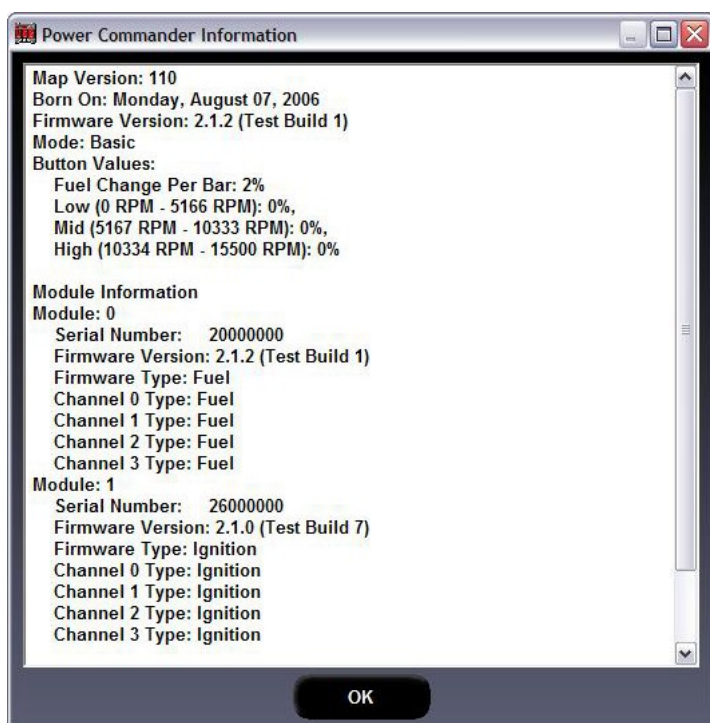 Power Commander Information
Map Version: 110
Born On: Monday, August 07, 2006
Firmware Version: 2.1.2 (Test Build 1)
Mode: Basic
Button Values:
Fuel Change Per Bar: 2%
Low (0 RPM - 5166 RPM): 0%,
Mid (5167 RPM - 10333 RPM): 0%,
High (10334 RPM - 15500 RPM): 0%
Module Information
Module: 0
Serial Number: 20000000
Firmware Version: 2.1.2 (Test Build 1)
Firmware Type: Fuel
Channel 0 Type: Fuel
Channel 1 Type: Fuel
Channel 2 Type: Fuel
Channel 3 Type: Fuel
Module: 1
Serial Number: 26000000
Firmware Version: 2.1.0 (Test Build 7)
Firmware Type: Ignition
Channel 0 Type: Ignition
Channel 1 Type: Ignition
Channel 2 Type: Ignition
Channel 3 Type: Ignition
OK